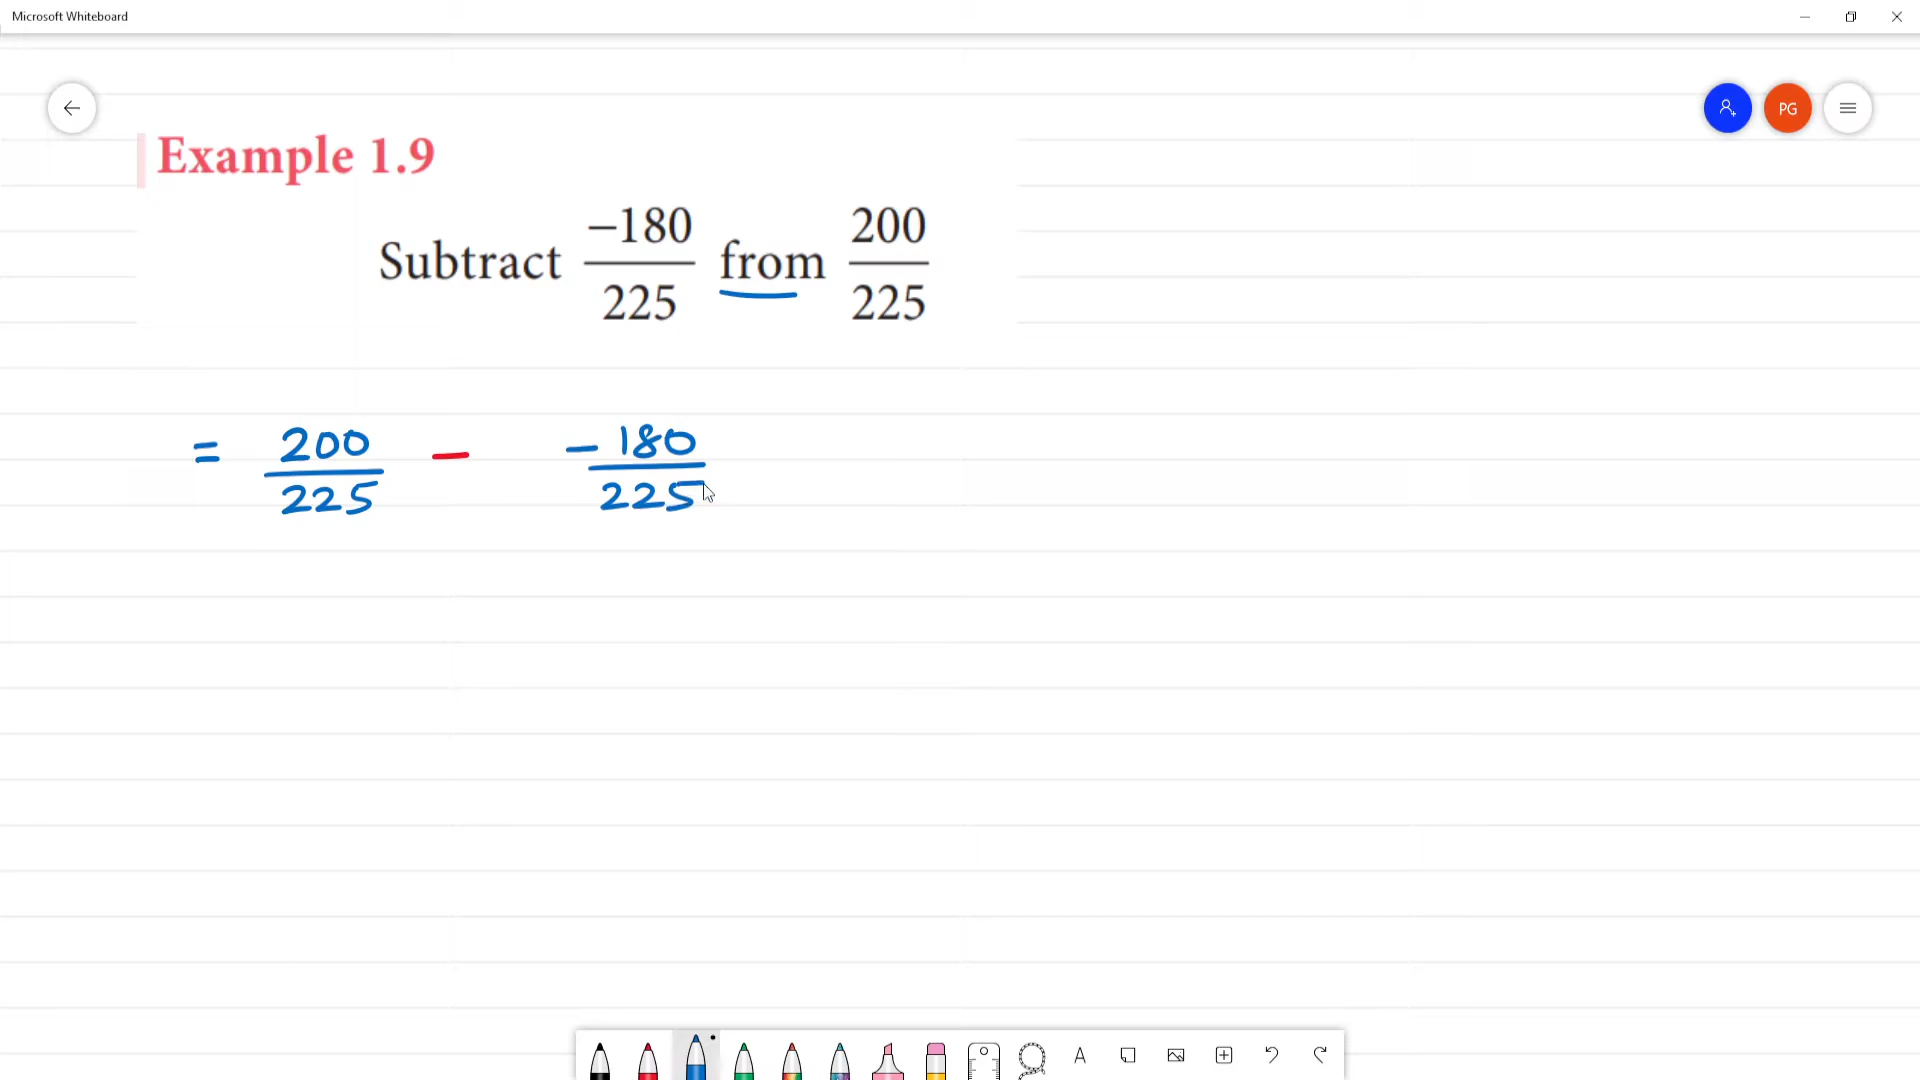 Microsoft Whiteboard
PG
Example 1.9
Subtract −180/225 from 200/225
= 200/225 − −180/225
A